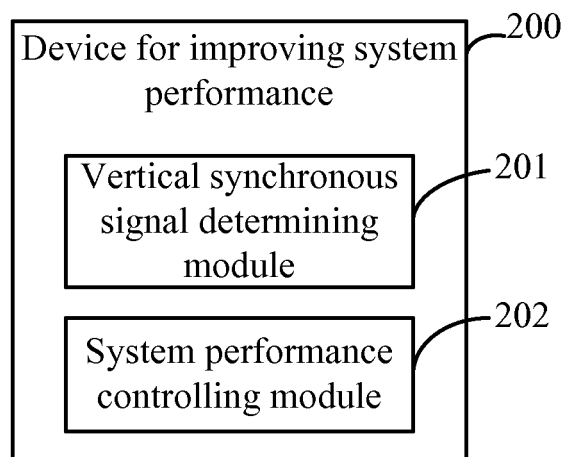 200
Device for improving system
performance
201
Vertical synchronous
signal determining
module
202
System performance
controlling module